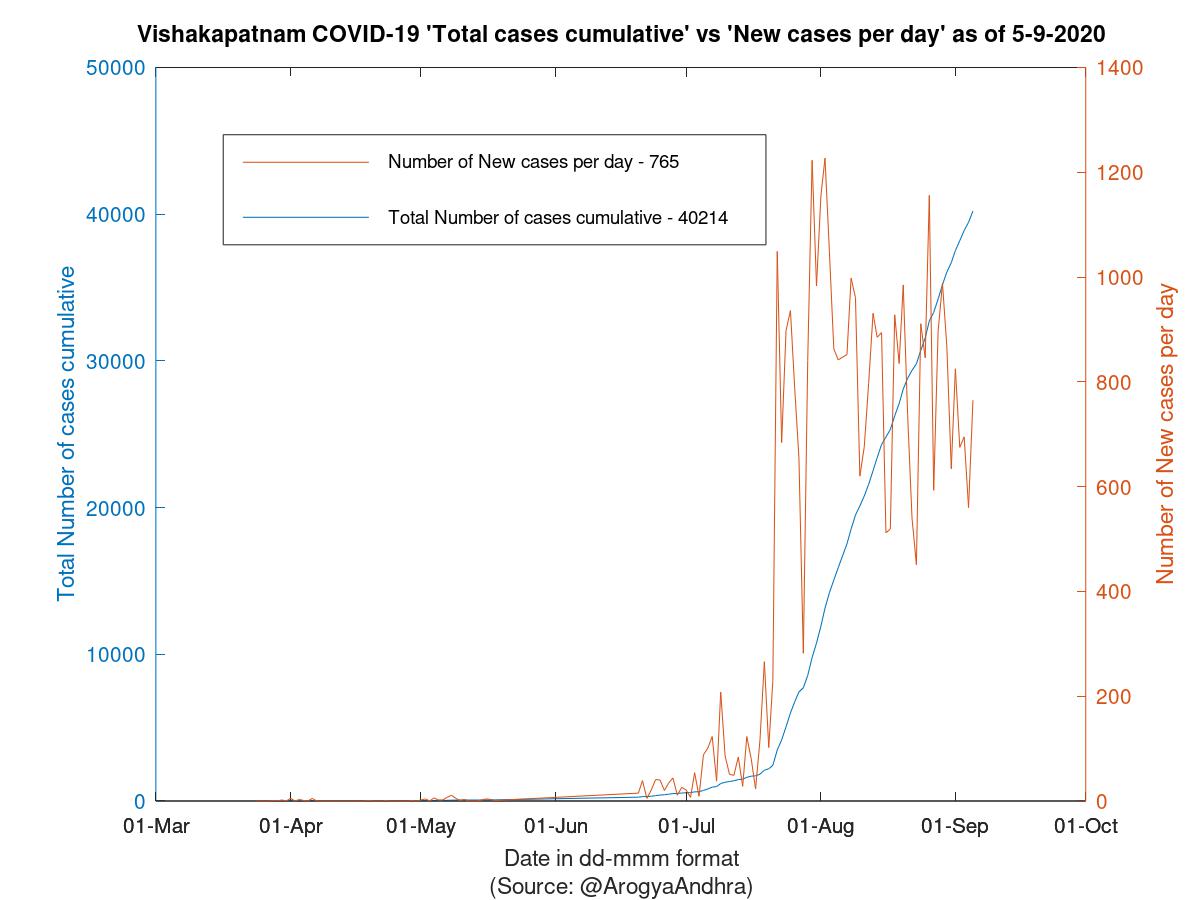 Vishakapatnam COVID-19 'Total cases cumulative' vs 'New cases per day' as of 5-9-2020
50000
40000
30000
20000
10000
0
Total Number of cases cumulative
Number of New cases per day - 765
Total Number of cases cumulative - 40214
1400
1200
1000
800
600
400
200
0
Number of New cases per day
01-Mar 01-Apr 01-May 01-Jun 01-Jul 01-Aug 01-Sep 01-Oct
Date in dd-mmm format
(Source: @ArogyaAndhra)